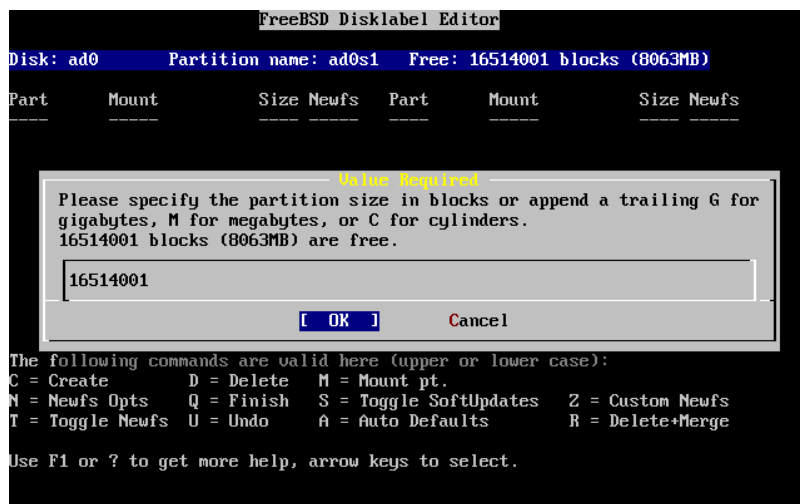 FreeBSD Disklabel Editor
Disk: ad0 Partition name: ad0s1 Free: 16514001 blocks (8063MB)
Part Mount Size Newfs Part Mount Size Newfs
---- ----- ---- ----- ---- ----- ---- -----
Value Required
Please specify the partition size in blocks or append a trailing G for
gigabytes, M for megabytes, or C for cylinders.
16514001 blocks (8063MB) are free.
16514001
[ OK ] Cancel
The following commands are valid here (upper or lower case):
C = Create D = Delete M = Mount pt.
N = Newfs Opts Q = Finish S = Toggle SoftUpdates Z = Custom Newfs
T = Toggle Newfs U = Undo A = Auto Defaults R = Delete+Merge
Use F1 or ? to get more help, arrow keys to select.